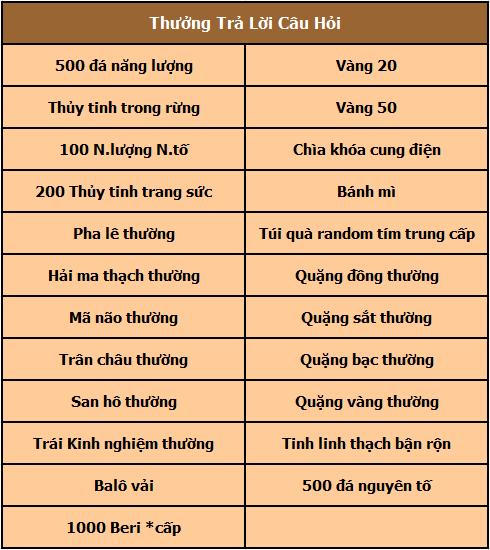 Thưởng Trả Lời Câu Hỏi
500 đá năng lượng
Vàng 20
Thủy tinh trong rừng
Vàng 50
100 N.lượng N.tố
Chìa khóa cung điện
200 Thủy tinh trang sức
Bánh mì
Pha lê thường
Túi quà random tím trung cấp
Hải ma thạch thường
Quặng đồng thường
Mã não thường
Quặng sắt thường
Trân châu thường
Quặng bạc thường
San hô thường
Quặng vàng thường
Trái Kinh nghiệm thường
Tinh linh thạch bận rộn
Balô vải
500 đá nguyên tố
1000 Beri *cấp